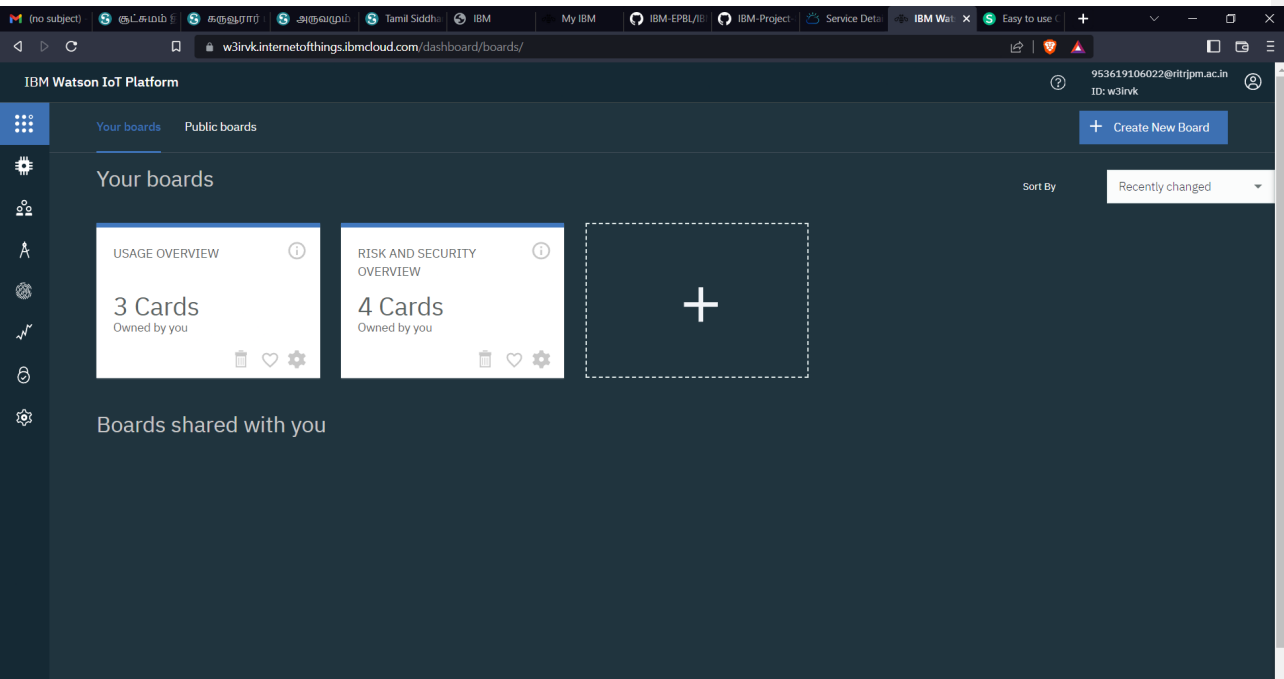 (no subject)
சூட்சுமம்
கருவூரார்
அருவமும்
Tamil Siddha
IBM
My IBM
IBM-EPBL/IB
IBM-Project-
Service Detai
IBM Wat
Easy to use
w3irvk.internetofthings.ibmcloud.com/dashboard/boards/
IBM Watson IoT Platform
953619106022@ritrjpm.ac.in
ID: w3irvk
Your boards
Public boards
Create New Board
Your boards
Sort By
Recently changed
USAGE OVERVIEW
3 Cards
Owned by you
RISK AND SECURITY
OVERVIEW
4 Cards
Owned by you
Boards shared with you